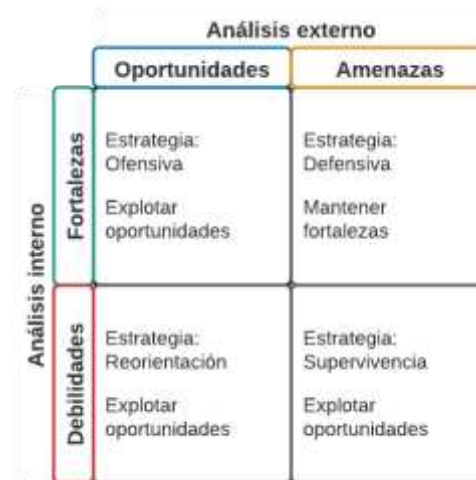 Análisis externo
Oportunidades
Amenazas
Análisis interno
Fortalezas
Estrategia:
Ofensiva
Explotar
oportunidades
Estrategia:
Defensiva
Mantener
fortalezas
Debilidades
Estrategia:
Reorientación
Explotar
oportunidades
Estrategia:
Supervivencia
Explotar
oportunidades